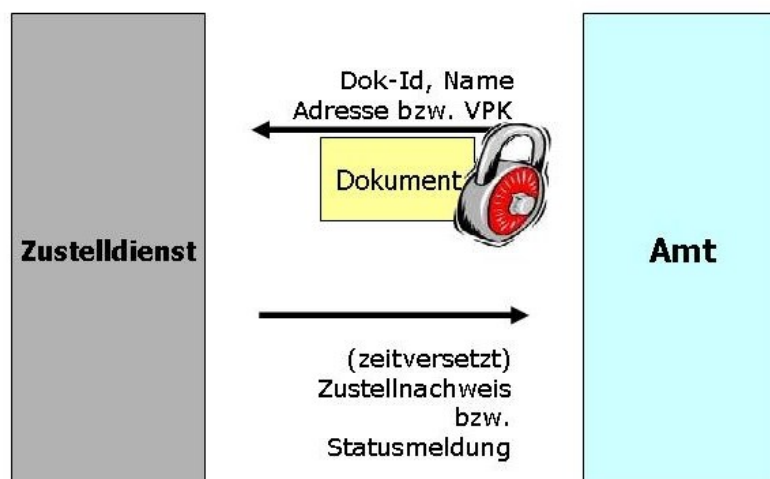 Dok-Id, Name
Adresse bzw. VPK
Dokument
Zustelldienst
Amt
(zeitversetzt)
Zustellnachweis
bzw.
Statusmeldung